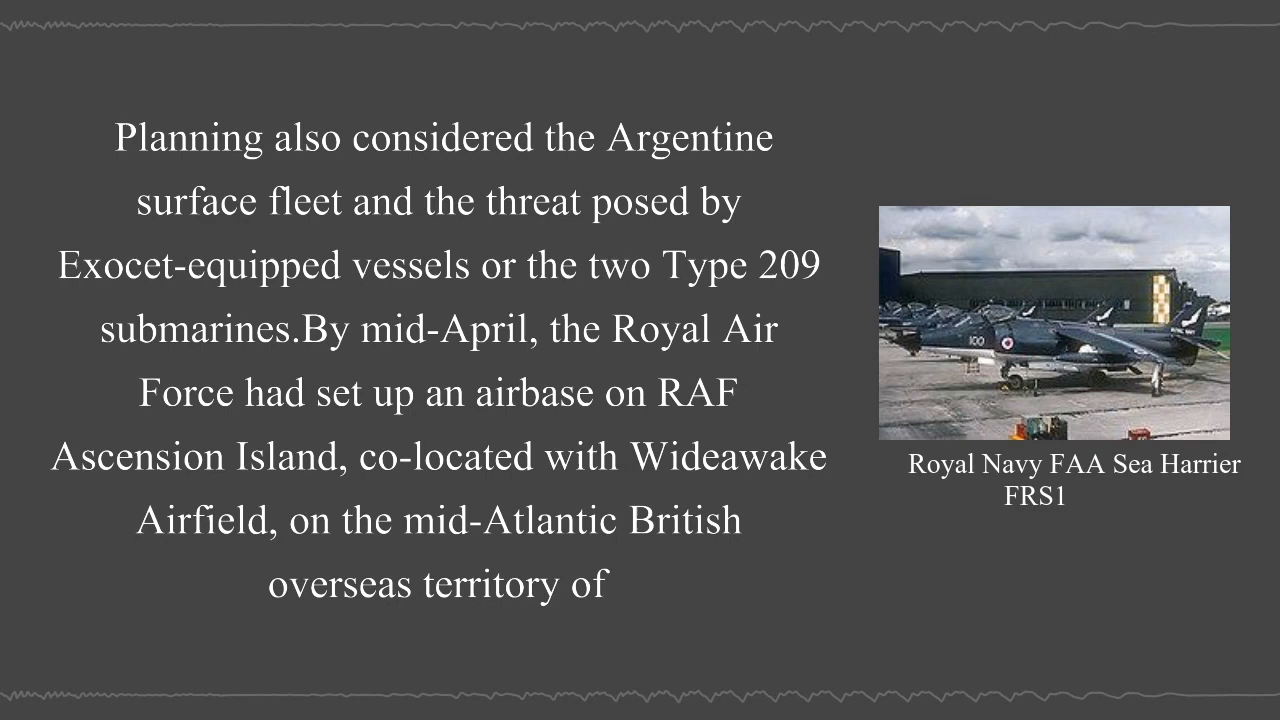 Planning also considered the Argentine
surface fleet and the threat posed by
Exocet-equipped vessels or the two Type 209
submarines.By mid-April, the Royal Air
Force had set up an airbase on RAF
Ascension Island, co-located with Wideawake
Airfield, on the mid-Atlantic British
overseas territory of
100
Royal Navy FAA Sea Harrier
FRS1